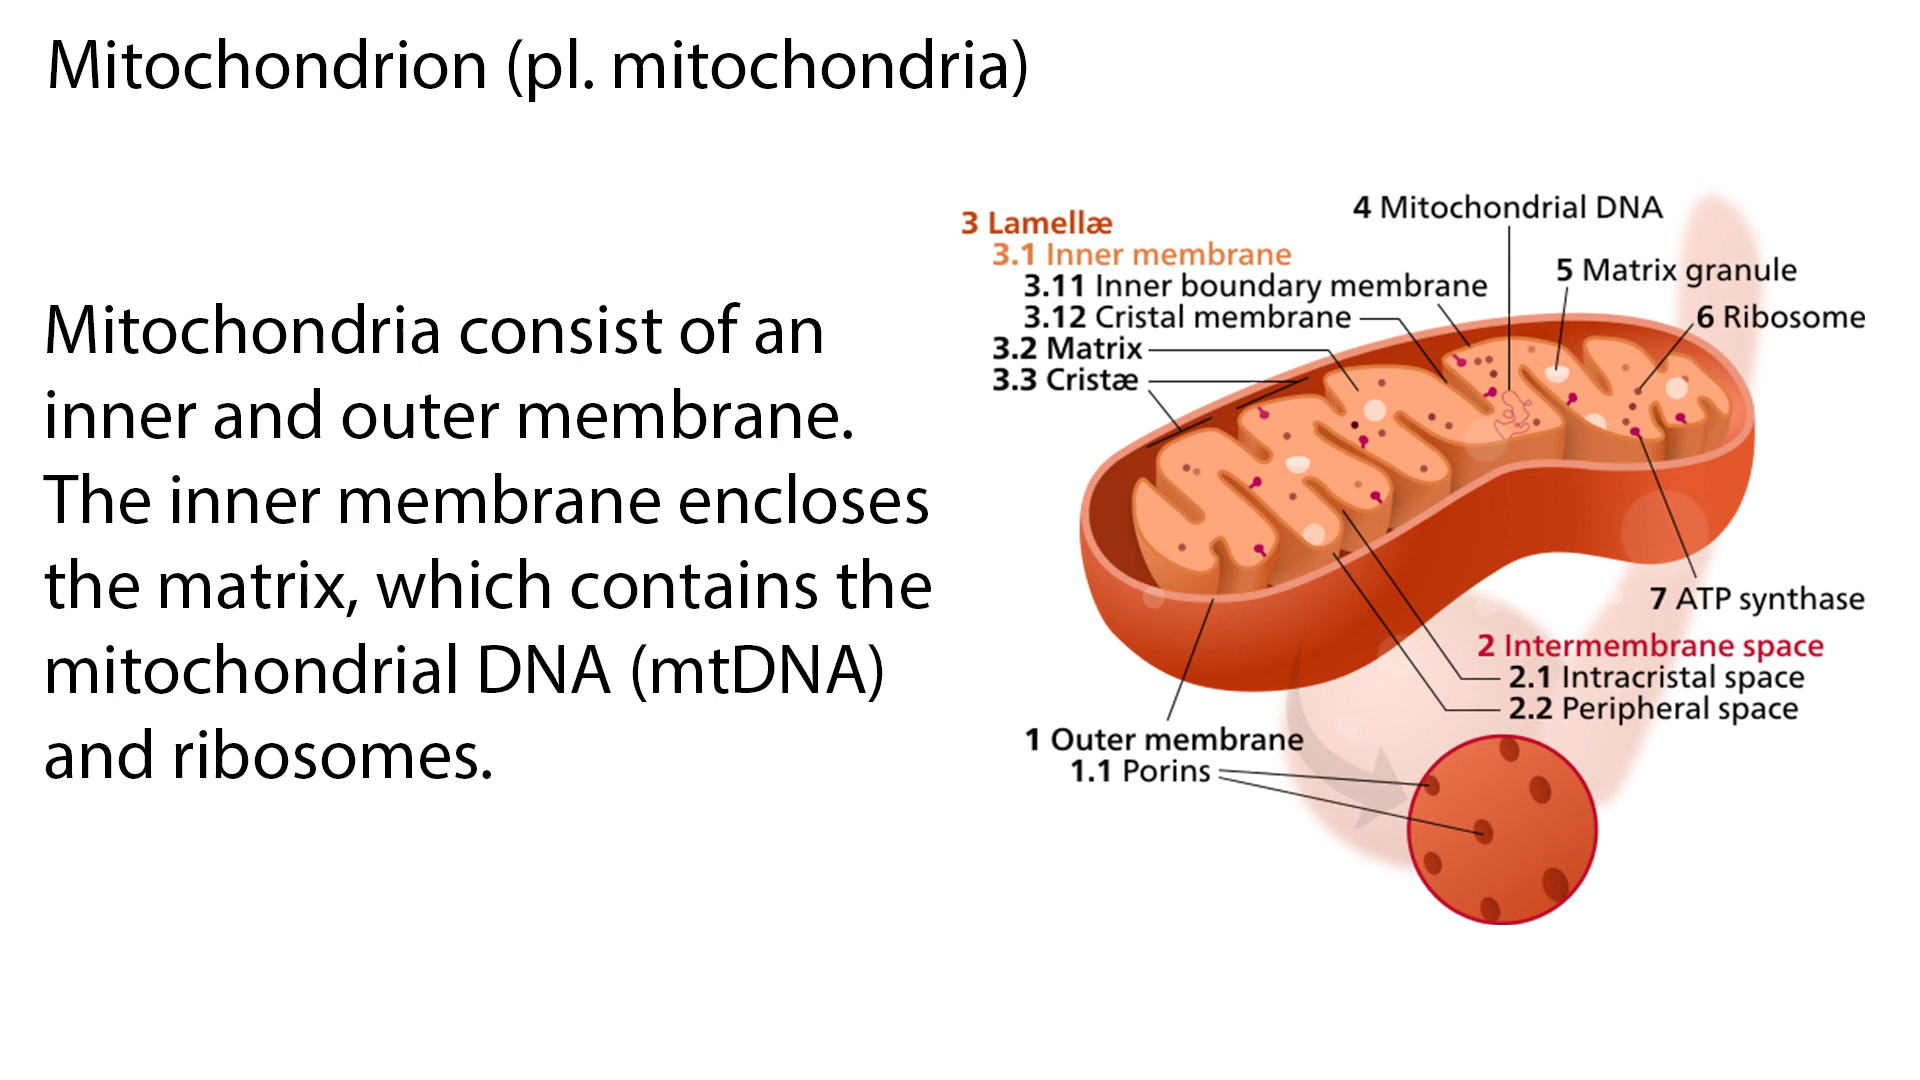 Mitochondrion (pl. mitochondria)
Mitochondria consist of an
inner and outer membrane.
The inner membrane encloses
the matrix, which contains the
mitochondrial DNA (mtDNA)
and ribosomes.
3 Lamellæ
3.1 Inner membrane
3.11 Inner boundary membrane
3.12 Cristal membrane
3.2 Matrix
3.3 Cristæ
4 Mitochondrial DNA
5 Matrix granule
6 Ribosome
7 ATP synthase
2 Intermembrane space
2.1 Intracristal space
2.2 Peripheral space
1 Outer membrane
1.1 Porins